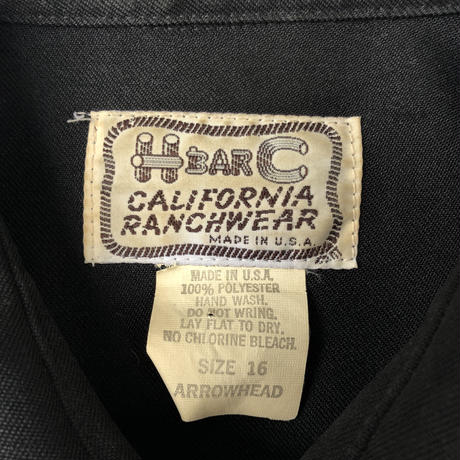 H BAR C
CALIFORNIA
RANCHWEAR
MADE IN U.S.A.
MADE IN U.S.A.
100% POLYESTER
HAND WASH.
DO NOT WRING.
LAY FLAT TO DRY.
NO CHLORINE BLEACH.
SIZE 16
ARROWHEAD